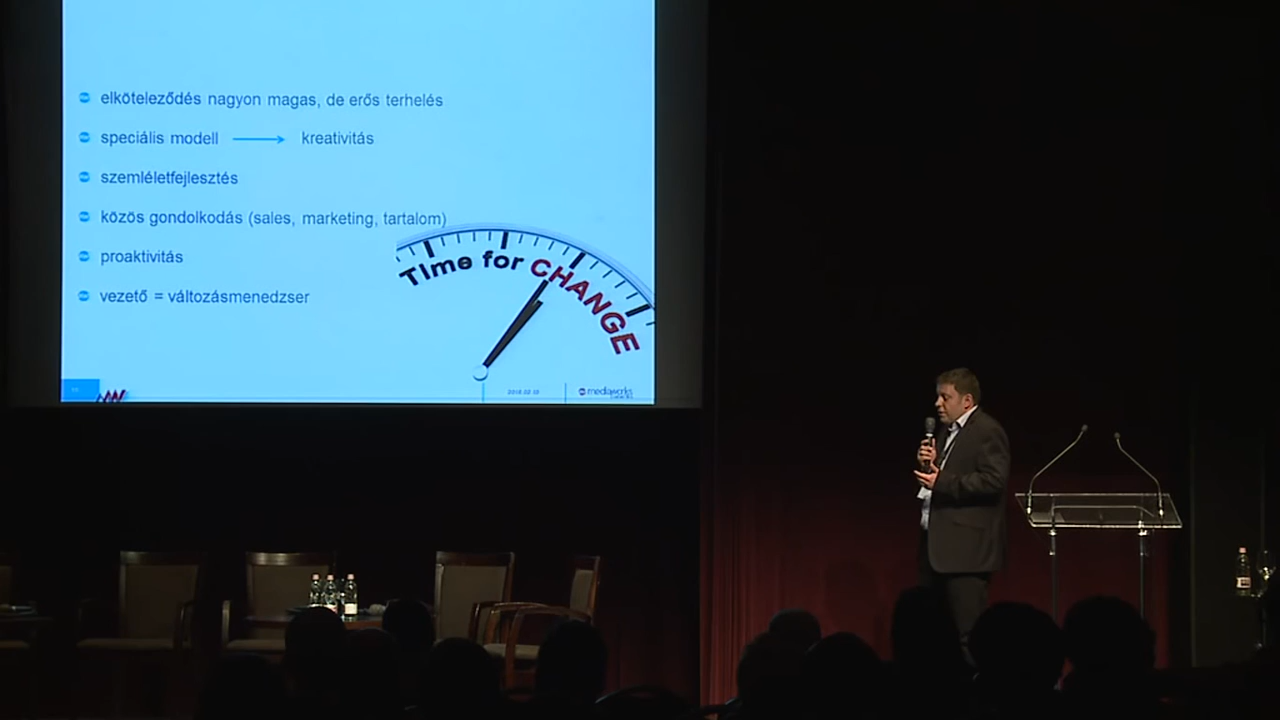 elköteleződés nagyon magas, de erős terhelés
speciális modell → kreativitás
szemléletfejlesztés
közös gondolkodás (sales, marketing, tartalom)
proaktivitás
vezető = változásmenedzser
Time for CHANGE
mediaworks